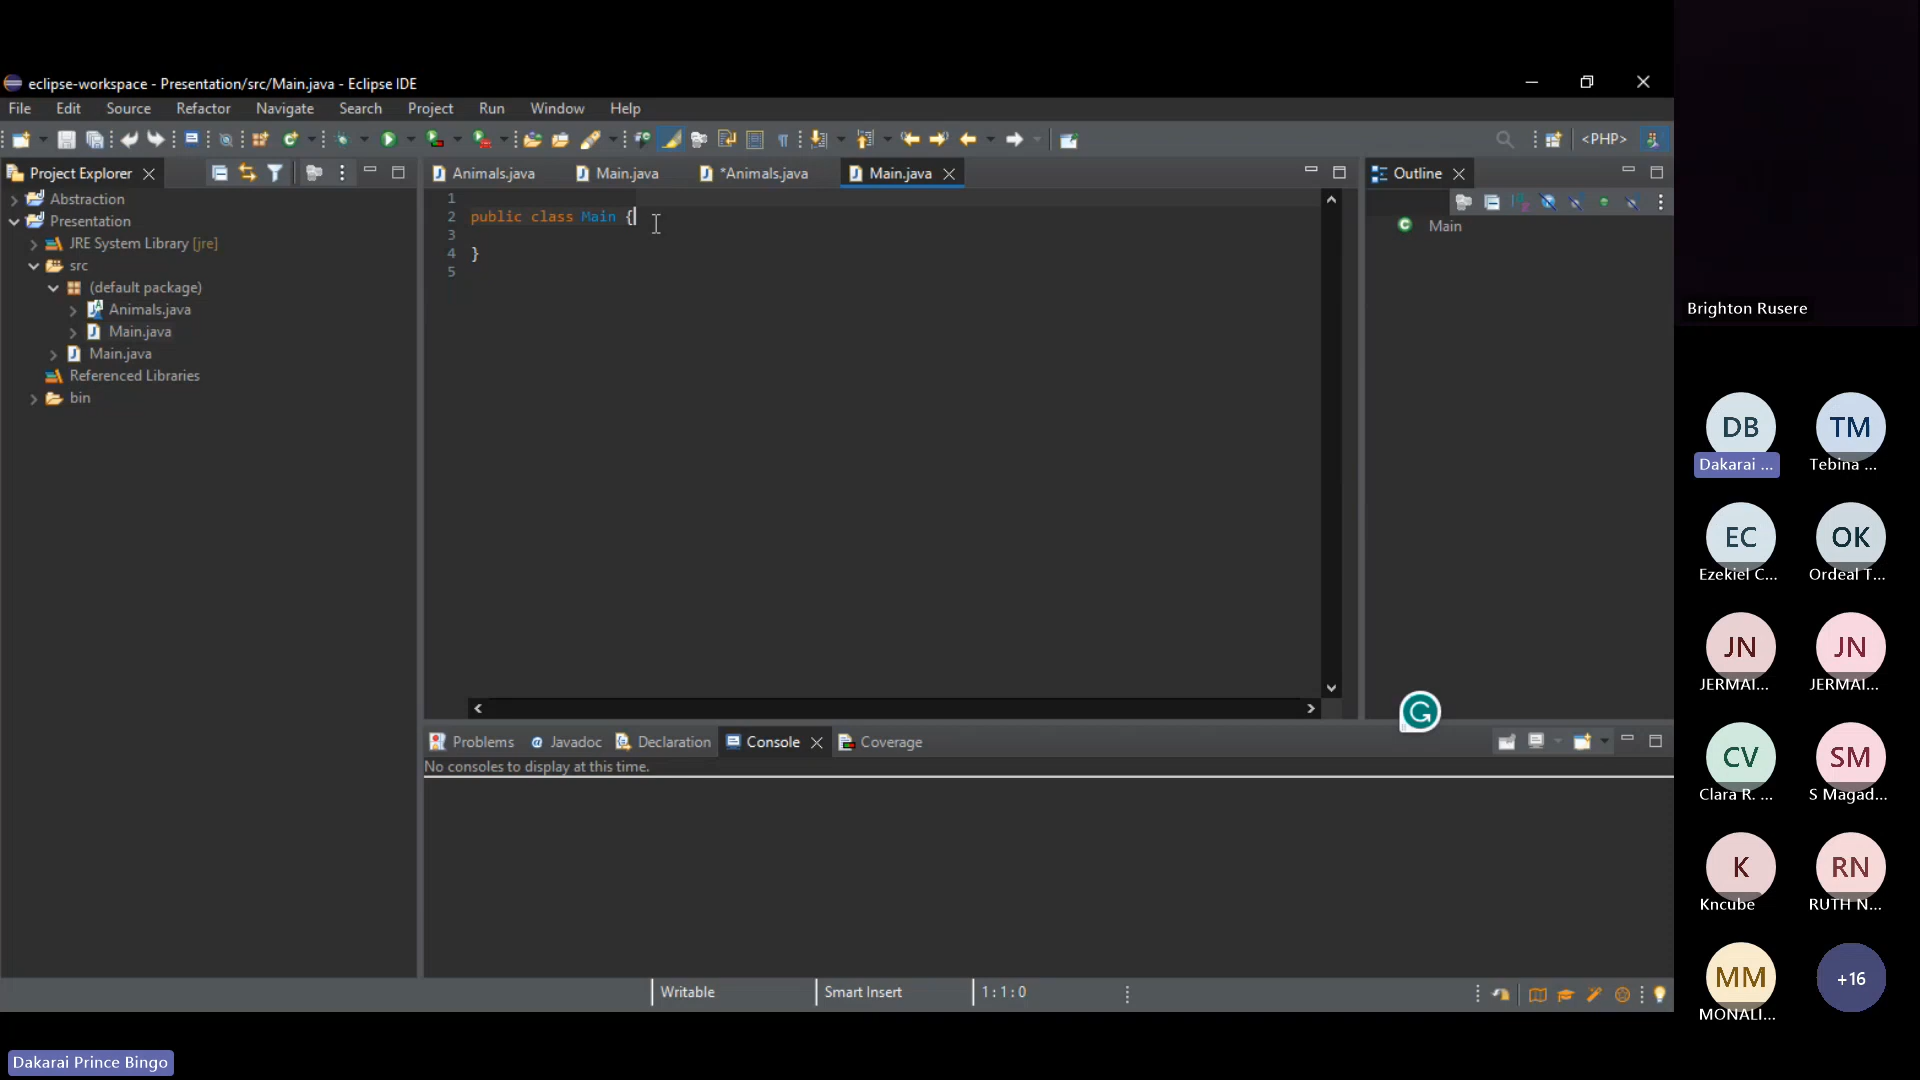 eclipse-workspace - Presentation/src/Main.java - Eclipse IDE
File Edit Source Refactor Navigate Search Project Run Window Help
<PHP>
Project Explorer
Abstraction
Presentation
JRE System Library [jre]
src
(default package)
Animals.java
Main.java
Main.java
Referenced Libraries
bin
Animals.java Main.java *Animals.java Main.java
1
2 public class Main {
3
4 }
5
Outline
Main
Problems Javadoc Declaration Console Coverage
No consoles to display at this time.
Writable Smart Insert 1 : 1 : 0
Dakarai Prince Bingo
Brighton Rusere
DB TM
Dakarai ... Tebina ...
EC OK
Ezekiel C... Ordeal T...
JN JN
JERMAI... JERMAI...
CV SM
Clara R. ... S Magad...
K RN
Kncube RUTH N...
MM +16
MONALI...